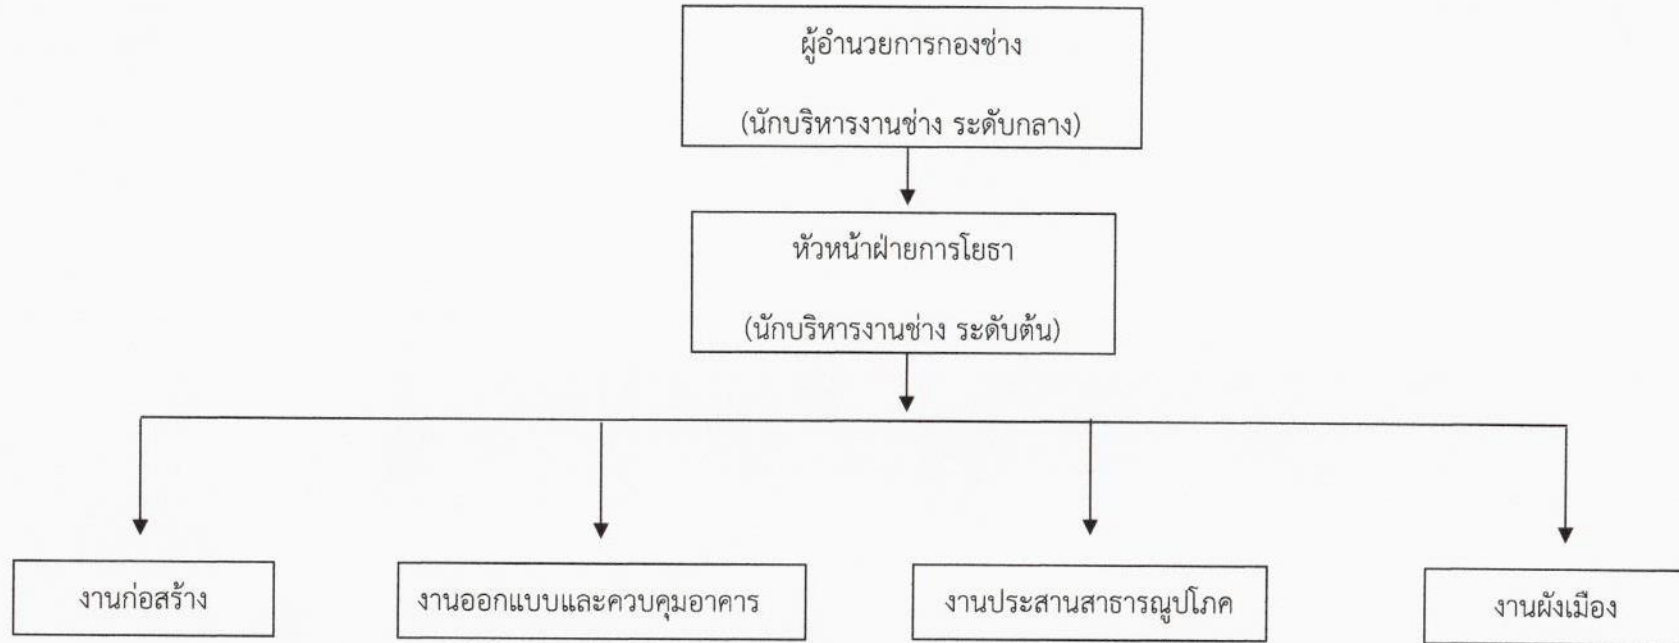 ผู้อำนวยการกองช่าง
(นักบริหารงานช่าง ระดับกลาง)
หัวหน้าฝ่ายการโยธา
(นักบริหารงานช่าง ระดับต้น)
งานก่อสร้าง
งานออกแบบและควบคุมอาคาร
งานประสานสาธารณูปโภค
งานผังเมือง